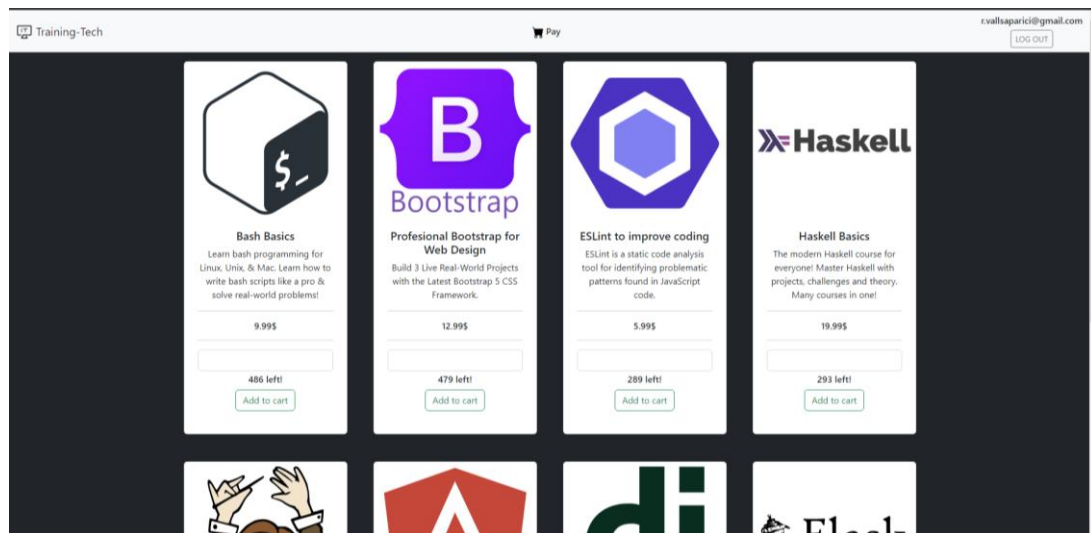 Training-Tech
Pay
r.vallsaparici@gmail.com
LOG OUT
$_
B
Bootstrap
Haskell
Bash Basics
Learn bash programming for
Linux, Unix, & Mac. Learn how to
write bash scripts like a pro &
solve real-world problems!
9.99$
486 left!
Add to cart
Profesional Bootstrap for
Web Design
Build 3 Live Real-World Projects
with the Latest Bootstrap 5 CSS
Framework.
12.99$
479 left!
Add to cart
ESLint to improve coding
ESLint is a static code analysis
tool for identifying problematic
patterns found in JavaScript
code.
5.99$
289 left!
Add to cart
Haskell Basics
The modern Haskell course for
everyone! Master Haskell with
projects, challenges and theory.
Many courses in one!
19.99$
293 left!
Add to cart